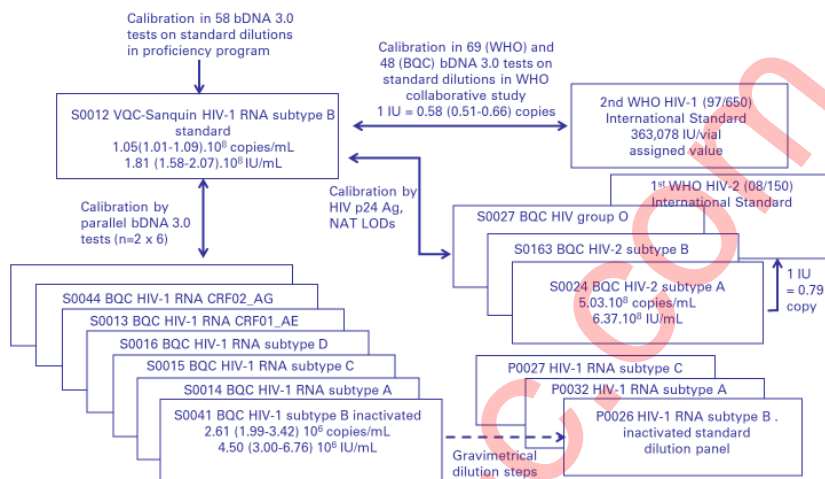 Calibration in 58 bDNA 3.0
tests on standard dilutions
in proficiency program
Calibration in 69 (WHO) and
48 (BQC) bDNA 3.0 tests on
standard dilutions in WHO
collaborative study
1 IU = 0.58 (0.51-0.66) copies
S0012 VQC-Sanquin HIV-1 RNA subtype B
standard
1.05(1.01-1.09).10⁸ copies/mL
1.81 (1.58-2.07).10⁸ IU/mL
2nd WHO HIV-1 (97/650)
International Standard
363,078 IU/vial
assigned value
Calibration by
parallel bDNA 3.0
tests (n=2 x 6)
Calibration by
HIV p24 Ag,
NAT LODs
1ˢᵗ WHO HIV-2 (08/150)
International Standard
S0027 BQC HIV group O
S0163 BQC HIV-2 subtype B
S0024 BQC HIV-2 subtype A
5.03.10⁸ copies/mL
6.37.10⁸ IU/mL
1 IU
= 0.79
copy
S0044 BQC HIV-1 RNA CRF02_AG
S0013 BQC HIV-1 RNA CRF01_AE
S0016 BQC HIV-1 RNA subtype D
S0015 BQC HIV-1 RNA subtype C
S0014 BQC HIV-1 RNA subtype A
S0041 BQC HIV-1 subtype B inactivated
2.61 (1.99-3.42) 10⁶ copies/mL
4.50 (3.00-6.76) 10⁶ IU/mL
Gravimetrical
dilution steps
P0027 HIV-1 RNA subtype C
P0032 HIV-1 RNA subtype A
P0026 HIV-1 RNA subtype B .
inactivated standard
dilution panel
c.com